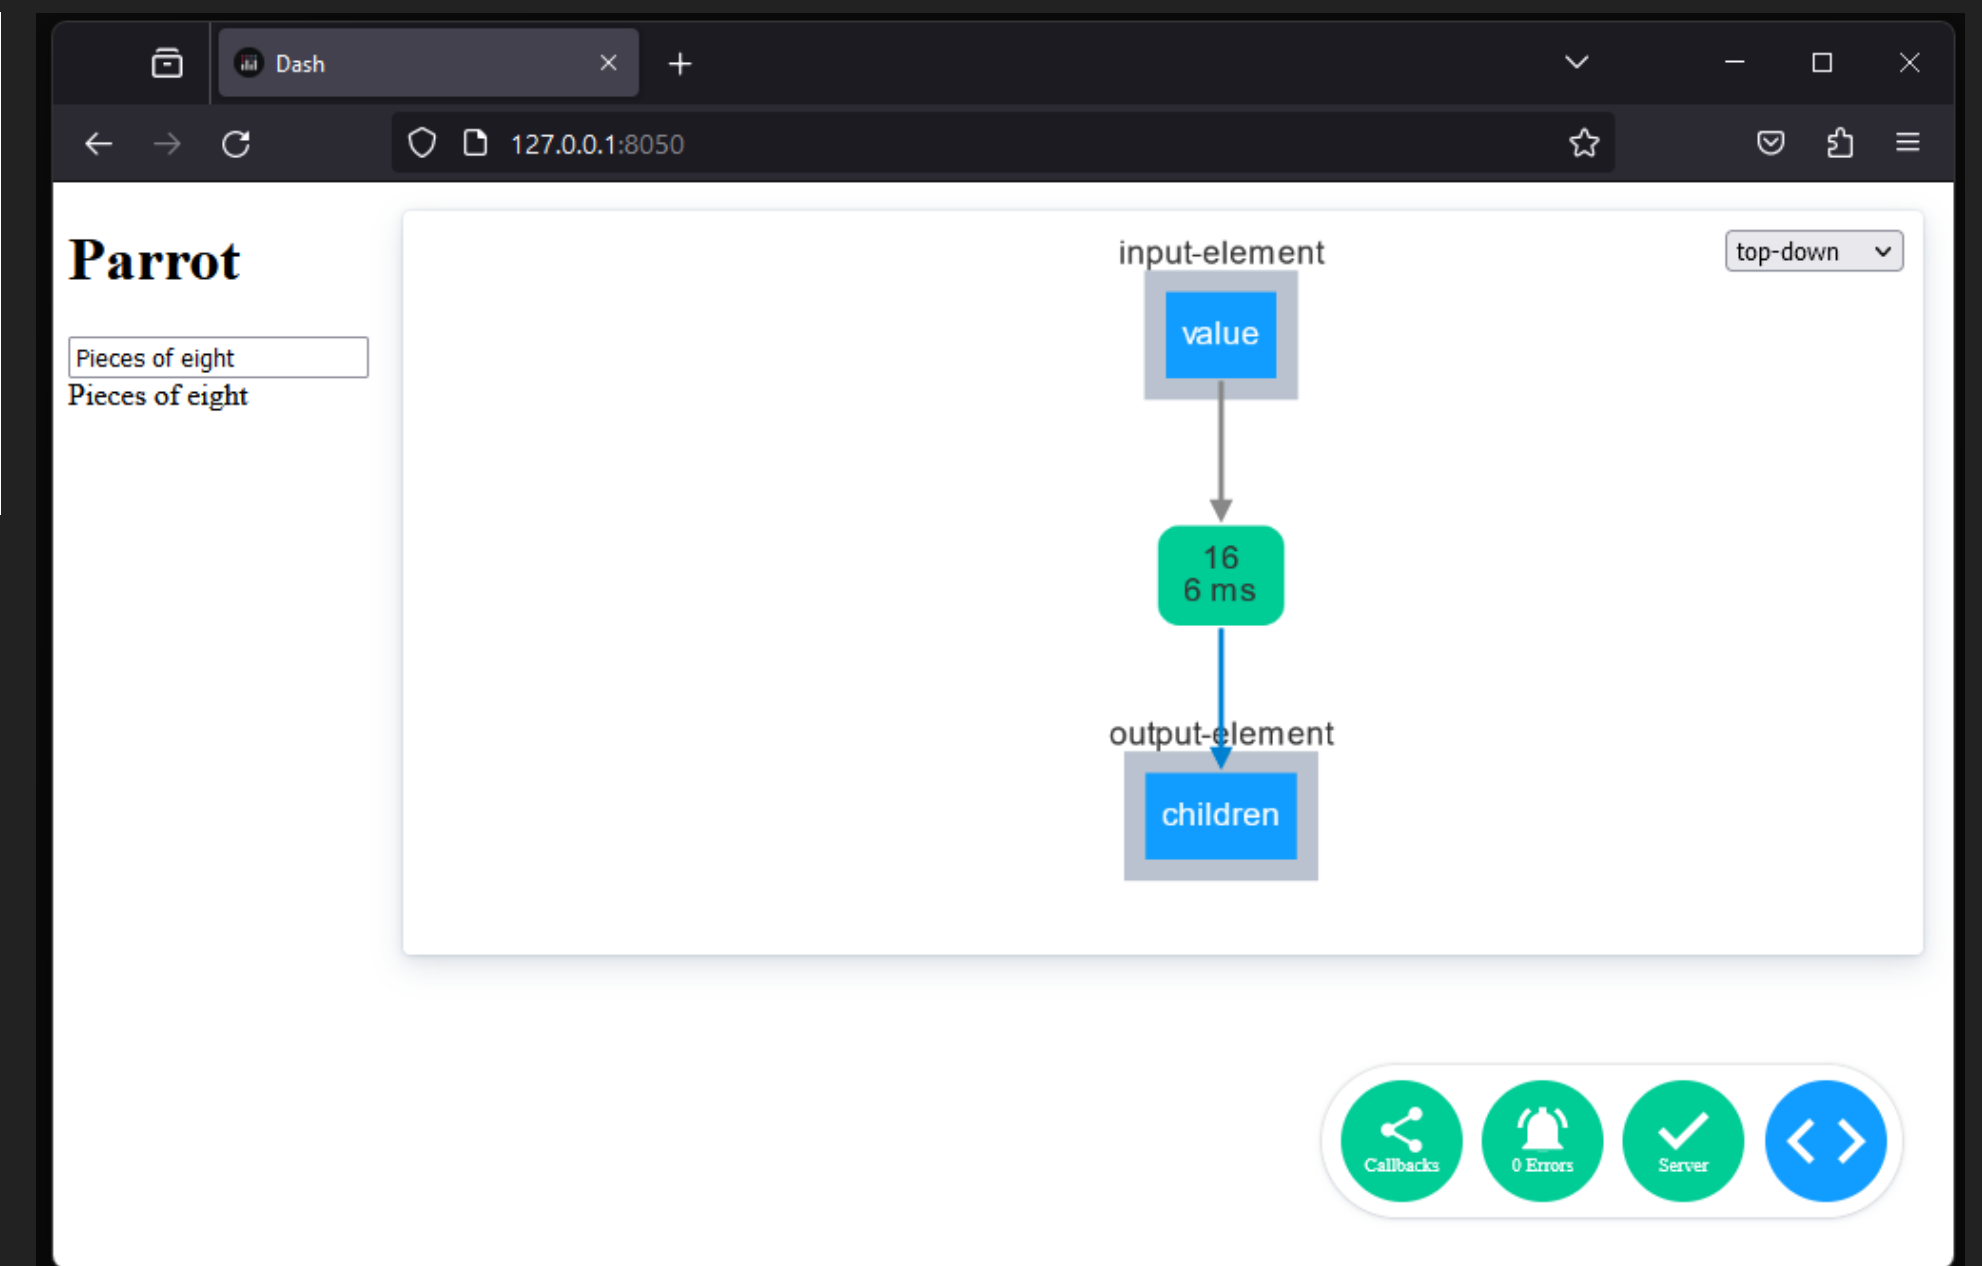 Dash
127.0.0.1:8050
Parrot
Pieces of eight
Pieces of eight
top-down
input-element
value
16
6 ms
output-element
children
Callbacks
0 Errors
Server